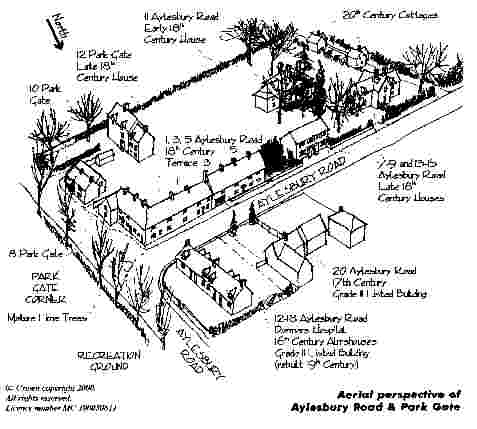 North
11 Aylesbury Road
Early 18th
Century House
20th Century Cottages
12 Park Gate
Late 18th
Century House
10 Park
Gate
1, 3, 5 Aylesbury Road
18th Century
Terrace
5
3
1
AYLESBURY ROAD
7-9 and 13-15
Aylesbury Road
Late 18th
Century Houses
8 Park Gate
PARK
GATE
CORNER
Mature Lime Trees
RECREATION
GROUND
AYLESBURY
ROAD
20 Aylesbury Road
17th Century
Grade II Listed Building
12-18 Aylesbury Road
Hospital
16th Century Almshouses
Grade II Listed Building
(rebuilt 19th Century)
© Crown copyright 2000.
All rights reserved.
Licence number MC
Aerial perspective of
Aylesbury Road & Park Gate